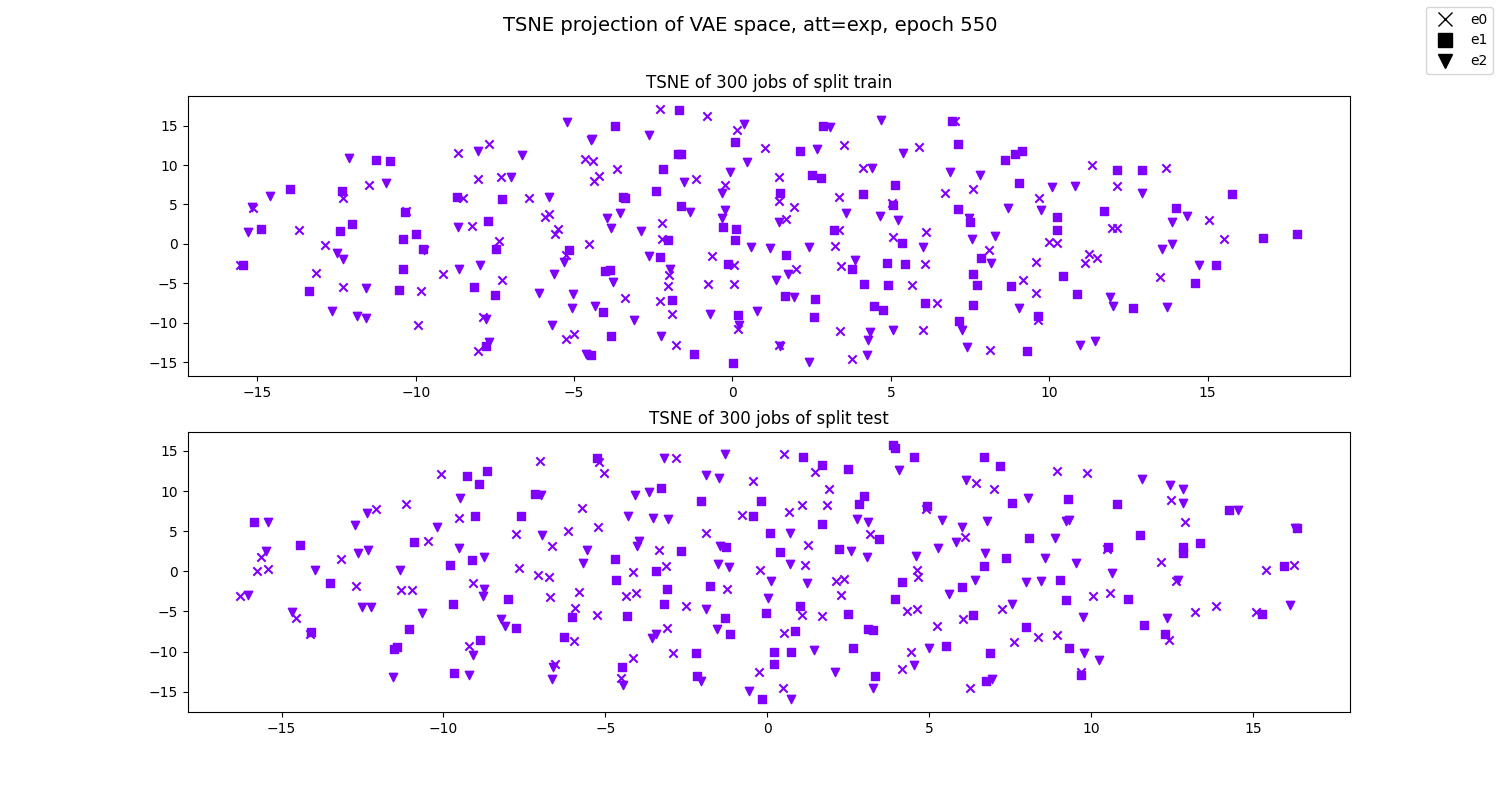 TSNE projection of VAE space, att=exp, epoch 550
e0
e1
e2
TSNE of 300 jobs of split train
15
10
5
0
−5
−10
−15
−15 −10 −5 0 5 10 15
TSNE of 300 jobs of split test
15
10
5
0
−5
−10
−15
−15 −10 −5 0 5 10 15